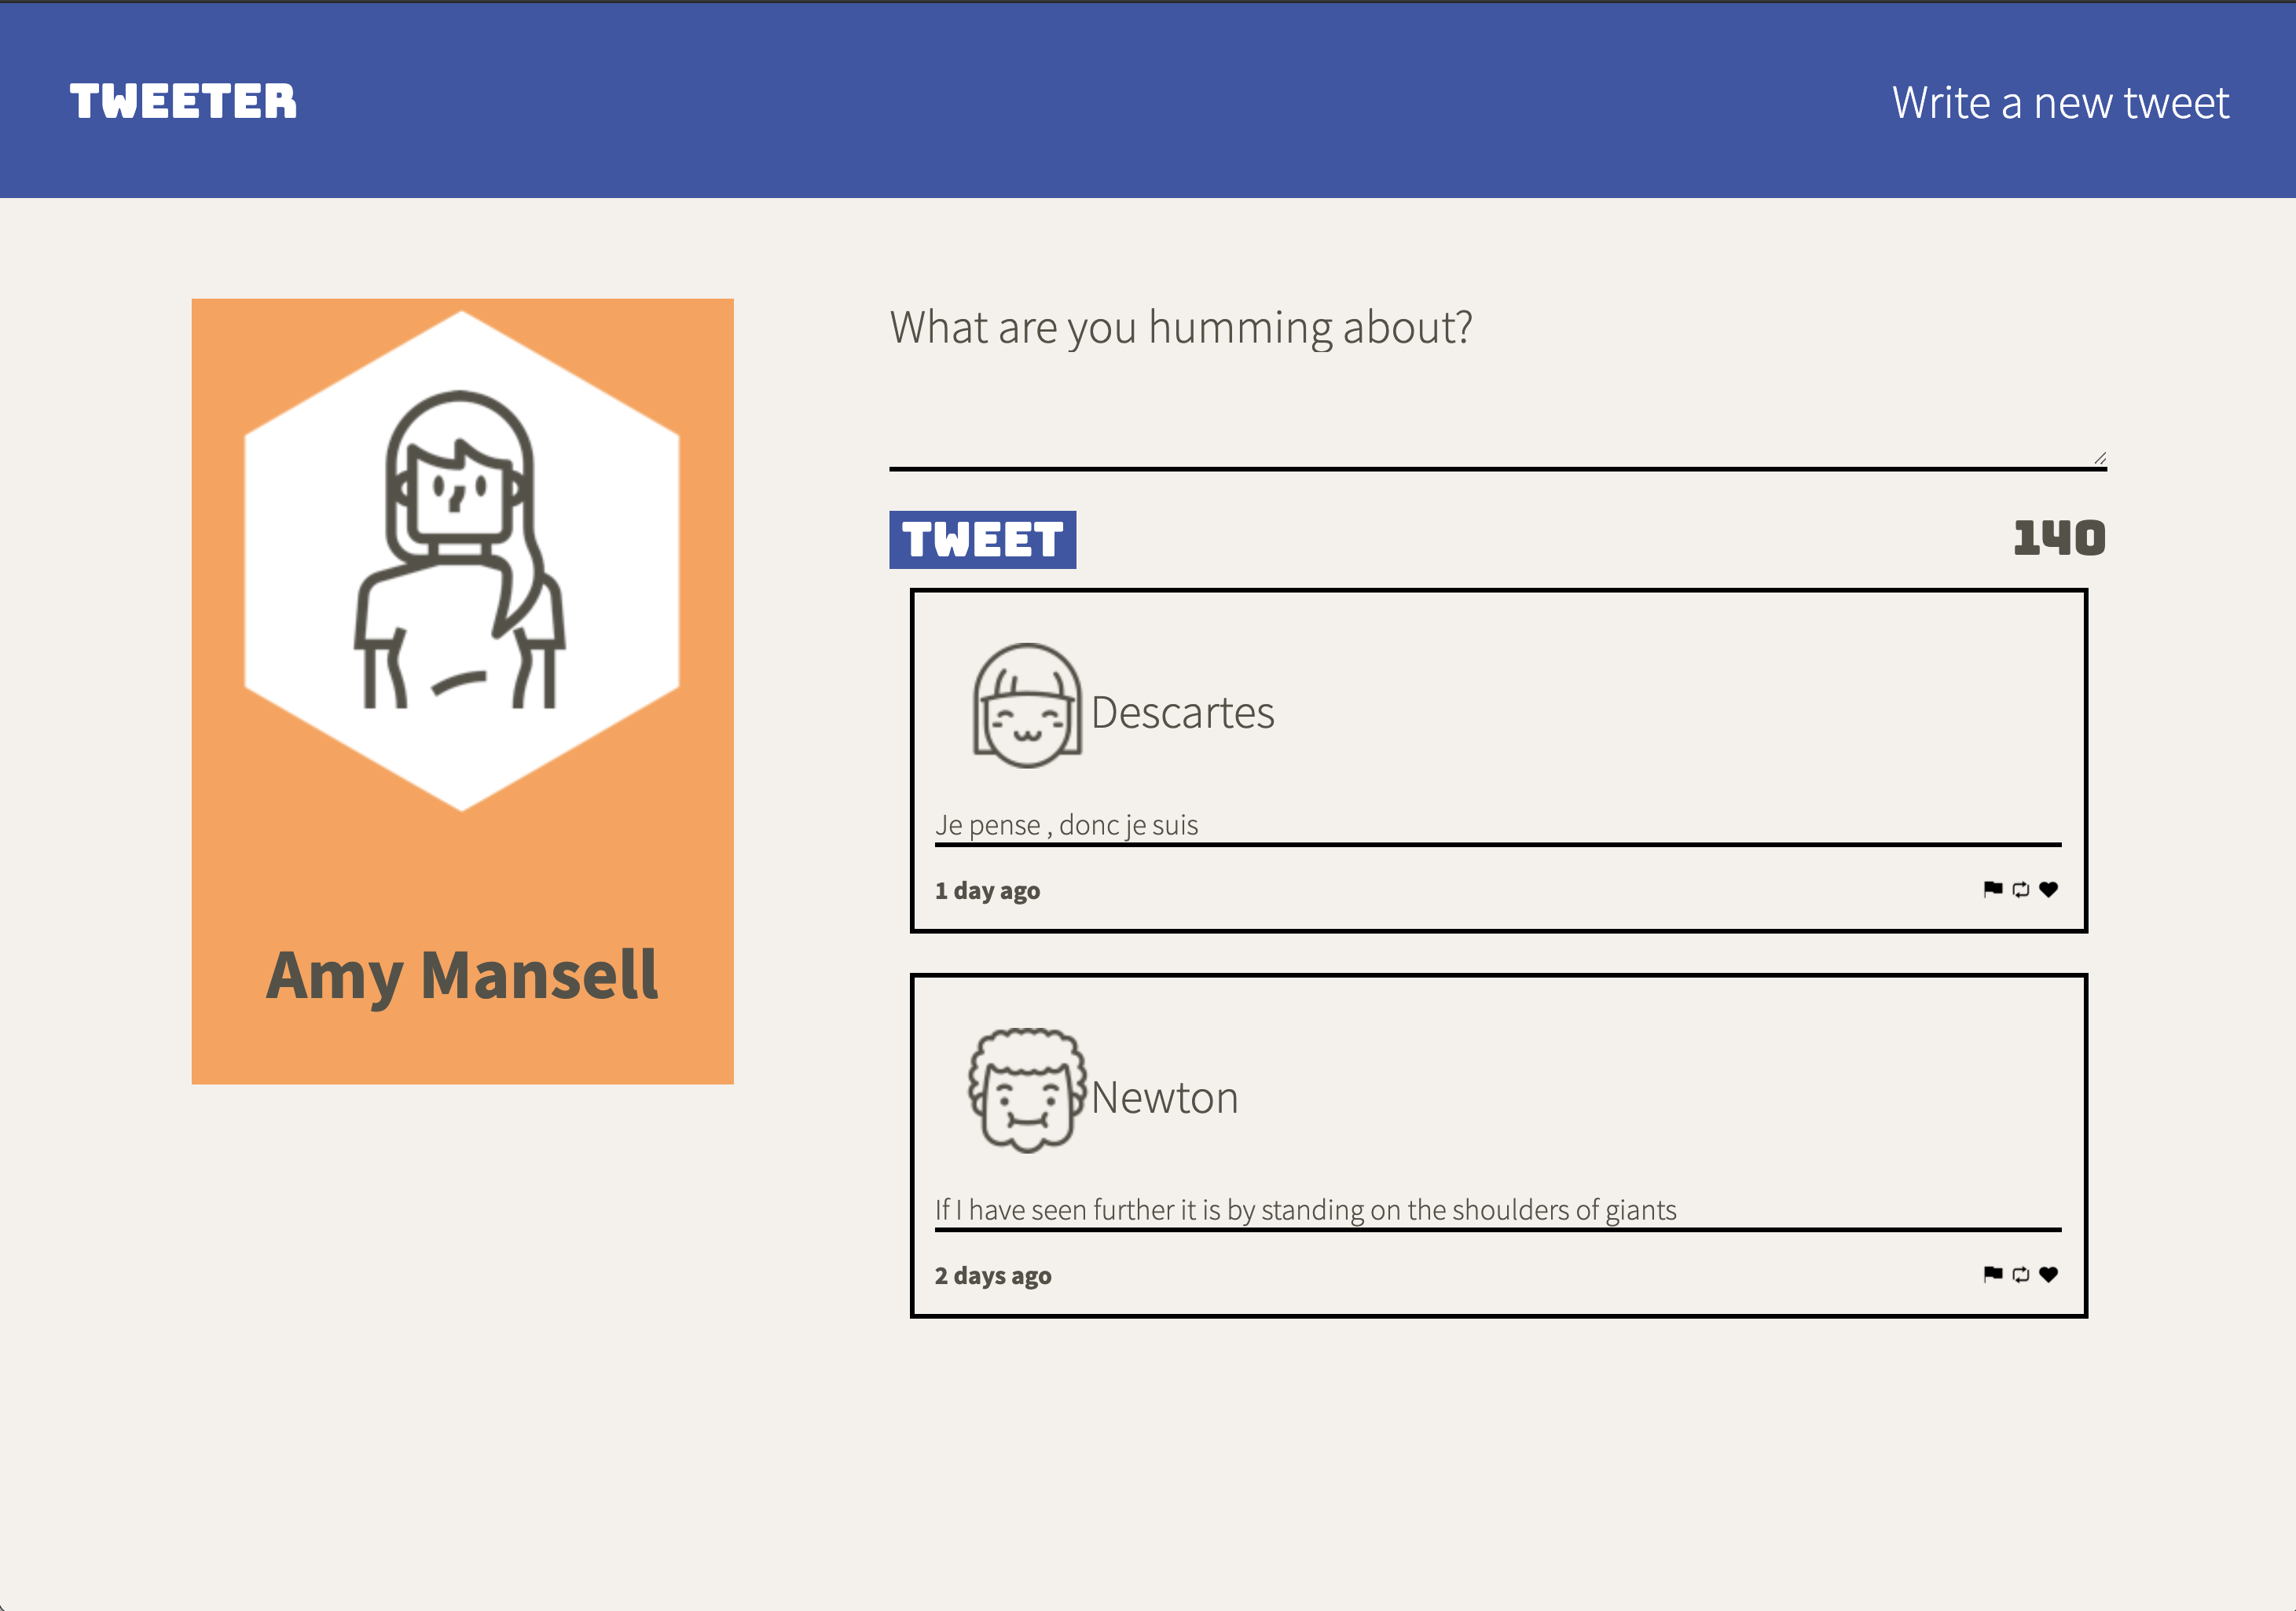 TWEETER
Write a new tweet
Amy Mansell
What are you humming about?
TWEET
140
Descartes
Je pense , donc je suis
1 day ago
Newton
If I have seen further it is by standing on the shoulders of giants
2 days ago